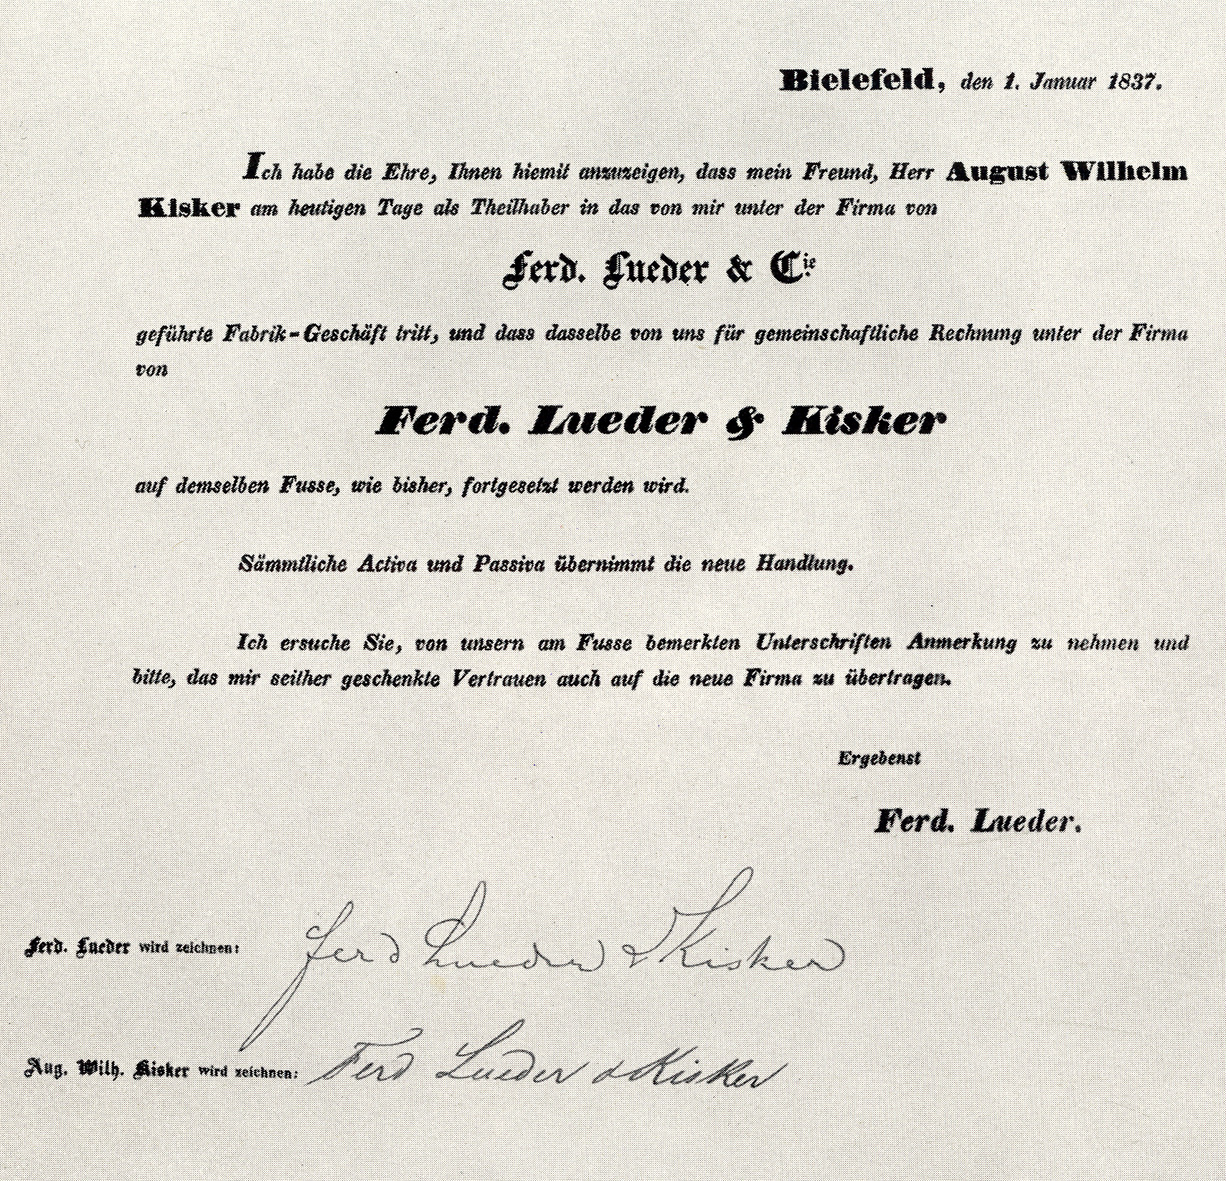 Bielefeld, den 1. Januar 1837.
Ich habe die Ehre, Ihnen hiemit anzuzeigen, dass mein Freund, Herr August Wilhelm
Kisker am heutigen Tage als Theilhaber in das von mir unter der Firma von
Ferd. Lueder & Cie.
geführte Fabrik-Geschäft tritt, und dass dasselbe von uns für gemeinschaftliche Rechnung unter der Firma
von
Ferd. Lueder & Kisker
auf demselben Fusse, wie bisher, fortgesetzt werden wird.
Sämmtliche Activa und Passiva übernimmt die neue Handlung.
Ich ersuche Sie, von unsern am Fusse bemerkten Unterschriften Anmerkung zu nehmen und
bitte, das mir seither geschenkte Vertrauen auch auf die neue Firma zu übertragen.
Ergebenst
Ferd. Lueder.
Ferd. Lueder wird zeichnen: Ferd Lueder & Kisker
Aug. Wilh. Kisker wird zeichnen: Ferd Lueder & Kisker